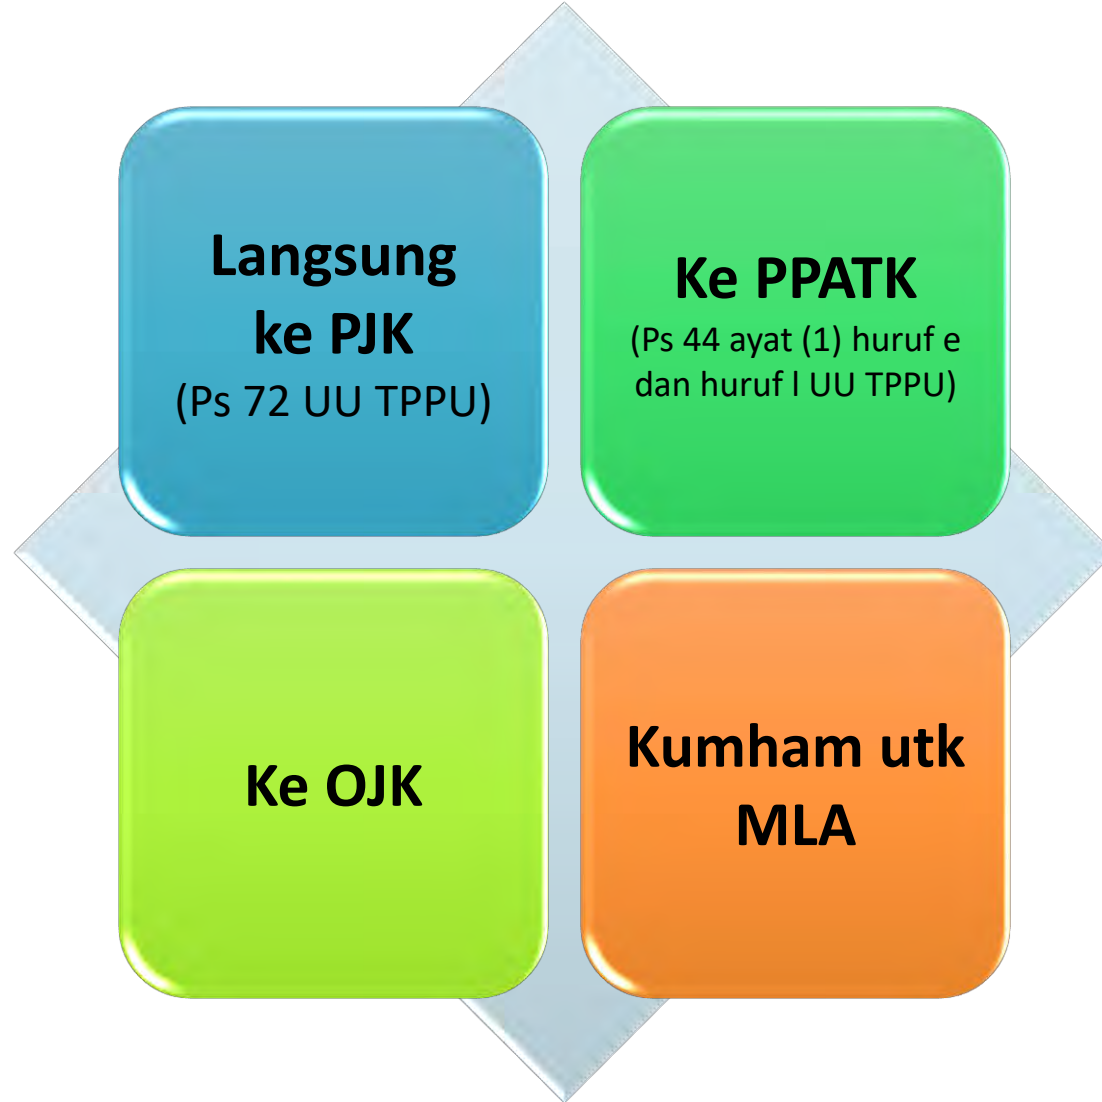 Langsung
ke PJK
(Ps 72 UU TPPU)
Ke PPATK
(Ps 44 ayat (1) huruf e
dan huruf l UU TPPU)
Ke OJK
Kumham utk
MLA